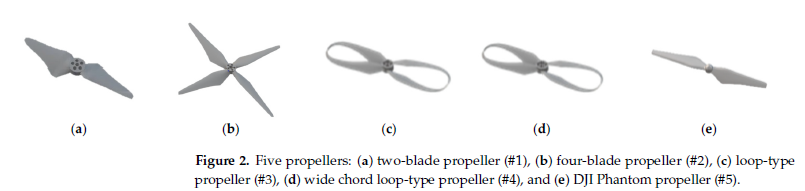 (a)
(b)
(c)
(d)
(e)
Figure 2. Five propellers: (a) two-blade propeller (#1), (b) four-blade propeller (#2), (c) loop-type
propeller (#3), (d) wide chord loop-type propeller (#4), and (e) DJI Phantom propeller (#5).